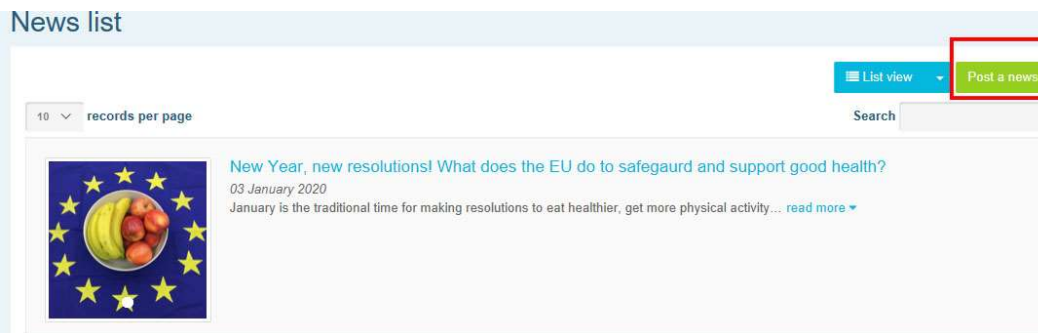 News list
List view
Post a news
10 records per page
Search
New Year, new resolutions! What does the EU do to safegaurd and support good health?
03 January 2020
January is the traditional time for making resolutions to eat healthier, get more physical activity... read more